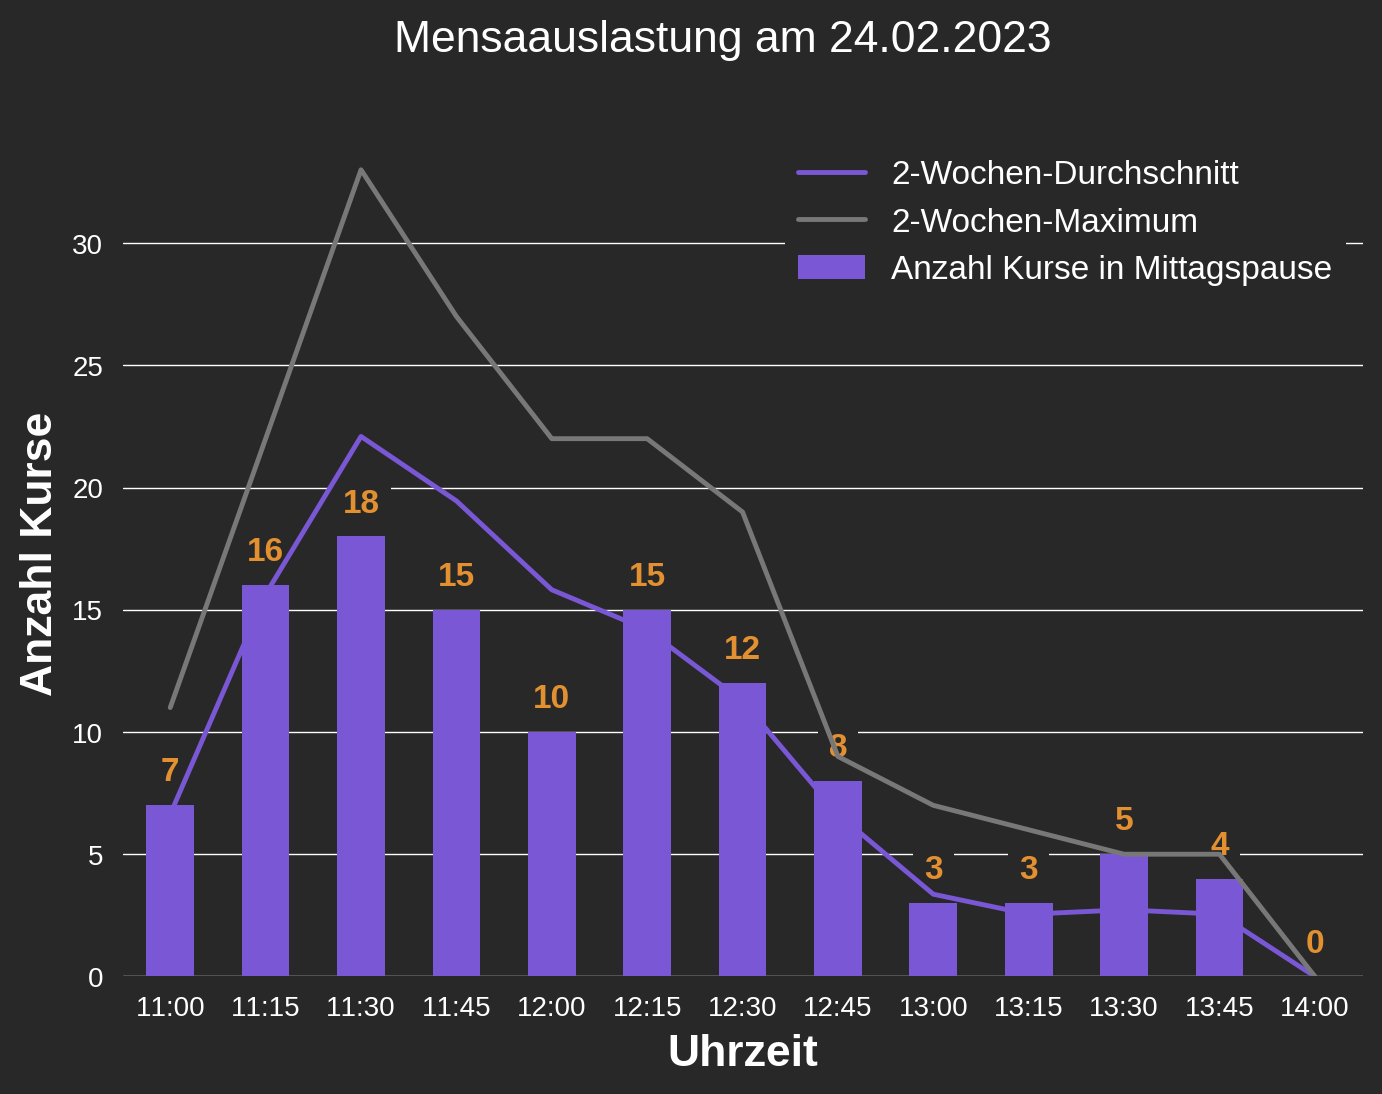 Mensaauslastung am 24.02.2023
2-Wochen-Durchschnitt
2-Wochen-Maximum
Anzahl Kurse in Mittagspause
Anzahl Kurse
30
25
20
15
10
5
0
7
16
18
15
10
15
12
8
3
3
5
4
0
11:00 11:15 11:30 11:45 12:00 12:15 12:30 12:45 13:00 13:15 13:30 13:45 14:00
Uhrzeit